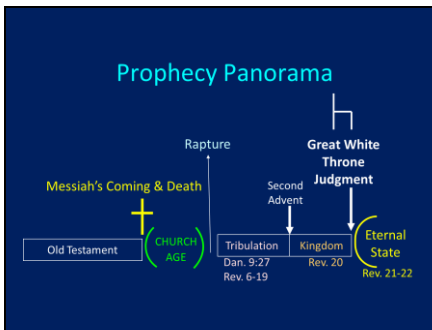 Prophecy Panorama
Great White
Throne
Judgment
Rapture
Messiah's Coming & Death
Second
Advent
Old Testament
CHURCH
AGE
Tribulation
Kingdom
Eternal
State
Dan. 9:27
Rev. 6-19
Rev. 20
Rev. 21-22